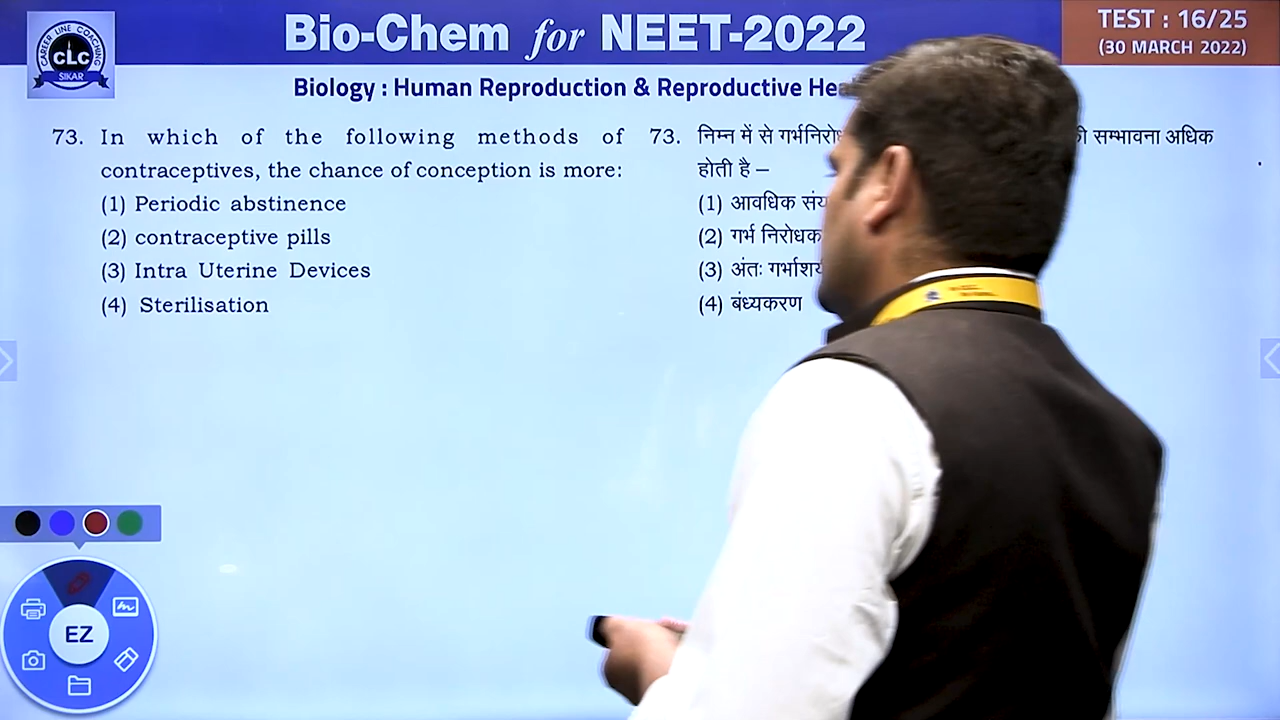 CAREER LINE COACHING
CLC
SIKAR
Bio-Chem for NEET-2022
TEST : 16/25
(30 MARCH 2022)
Biology : Human Reproduction & Reproductive
73. In which of the following methods of
contraceptives, the chance of conception is more:
(1) Periodic abstinence
(2) contraceptive pills
(3) Intra Uterine Devices
(4) Sterilisation
73. निम्न में से सम्भावना अधिक
होती है –
(1) आवधिक
(2) गर्भ निरोधक
(3) अंतः
(4) बंध्यकरण
EZ